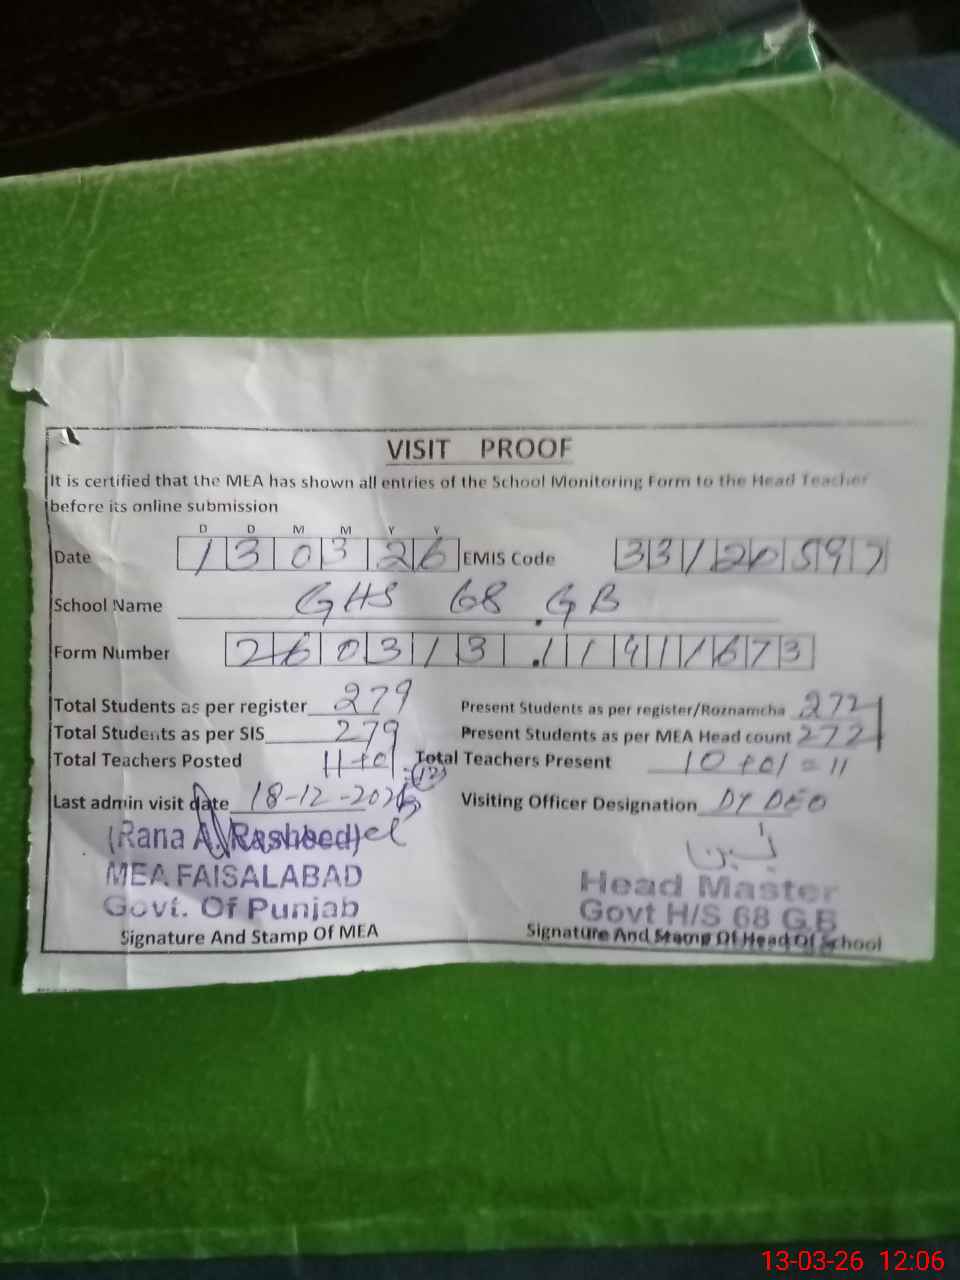 VISIT PROOF
It is certified that the MEA has shown all entries of the School Monitoring Form to the Head Teacher
before its online submission
D D M M Y Y
Date 1 3 0 3 2 6 EMIS Code 3 3 1 2 0 5 9 7
School Name GHS 68 GB
Form Number 2 6 0 3 1 3 1 1 9 1 1 6 7 3
Total Students as per register 279 Present Students as per register/Roznamcha 272
Total Students as per SIS 279 Present Students as per MEA Head count 272
Total Teachers Posted 11+01 = (12) Total Teachers Present 10 + 01 = 11
Last admin visit date 18-12-2025 Visiting Officer Designation DY DEO
(Rana A. Rasheed)
MEA FAISALABAD
Govt. Of Punjab
Signature And Stamp Of MEA
Head Master
Govt H/S 68 G.B
Signature And Stamp Of Head Of School
13-03-26 12:06